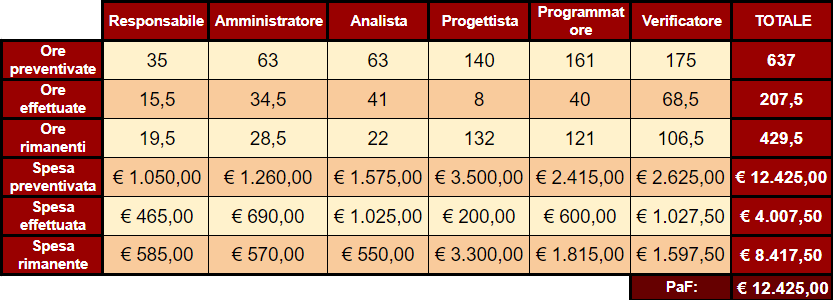 Responsabile Amministratore Analista Progettista Programmat
ore Verificatore TOTALE
Ore
preventivate 35 63 63 140 161 175 637
Ore
effettuate 15,5 34,5 41 8 40 68,5 207,5
Ore
rimanenti 19,5 28,5 22 132 121 106,5 429,5
Spesa
preventivata € 1.050,00 € 1.260,00 € 1.575,00 € 3.500,00 € 2.415,00 € 2.625,00 € 12.425,00
Spesa
effettuata € 465,00 € 690,00 € 1.025,00 € 200,00 € 600,00 € 1.027,50 € 4.007,50
Spesa
rimanente € 585,00 € 570,00 € 550,00 € 3.300,00 € 1.815,00 € 1.597,50 € 8.417,50
PaF: € 12.425,00